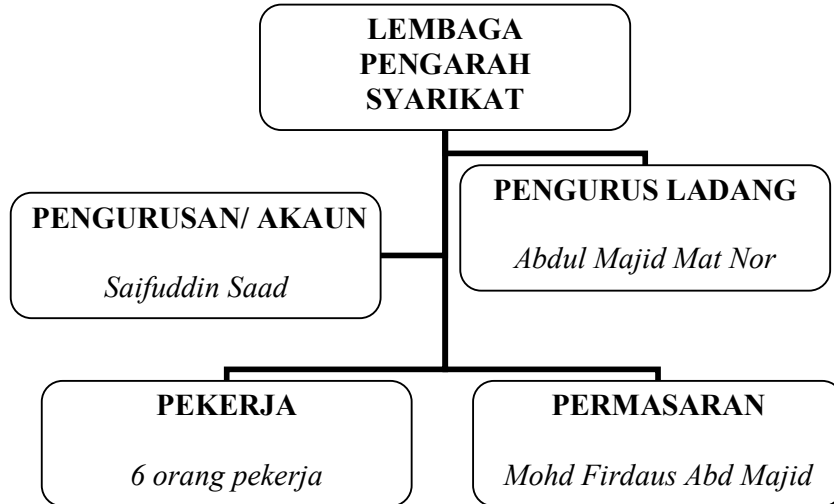 LEMBAGA
PENGARAH
SYARIKAT
PENGURUS LADANG
Abdul Majid Mat Nor
PENGURUSAN/ AKAUN
Saifuddin Saad
PEKERJA
6 orang pekerja
PERMASARAN
Mohd Firdaus Abd Majid